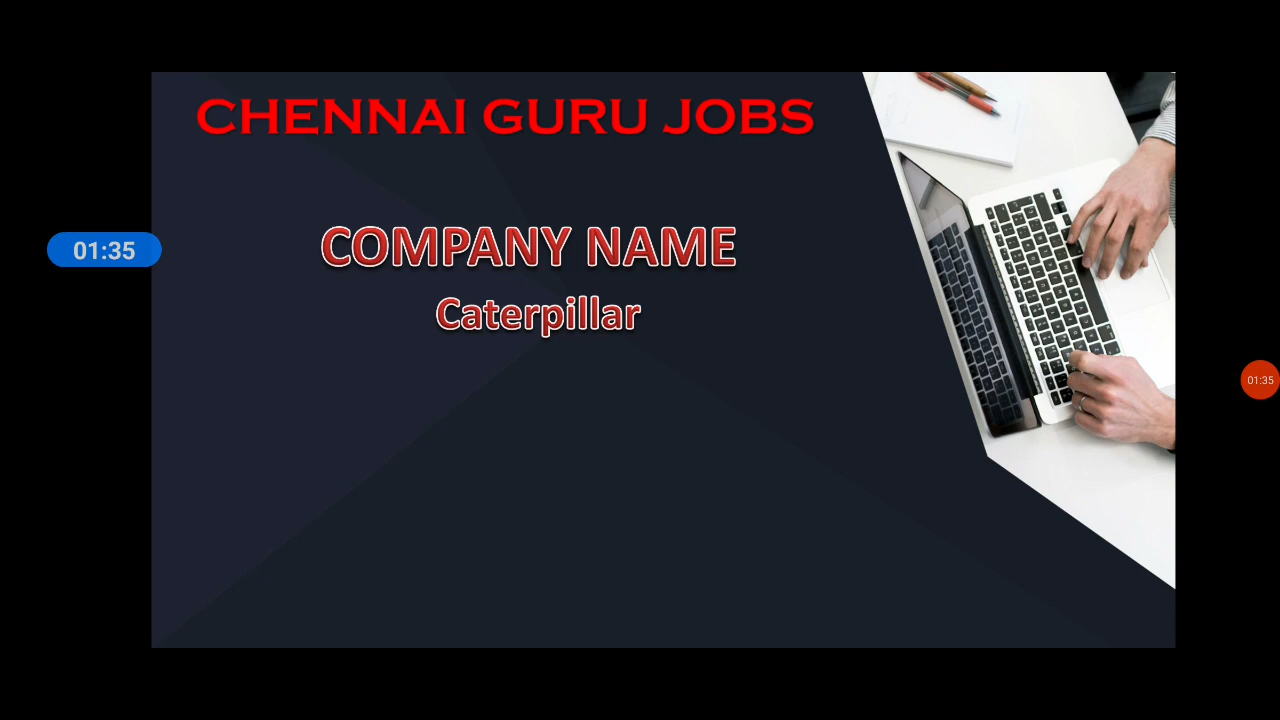 CHENNAI GURU JOBS
COMPANY NAME
Caterpillar
01:35
01:35